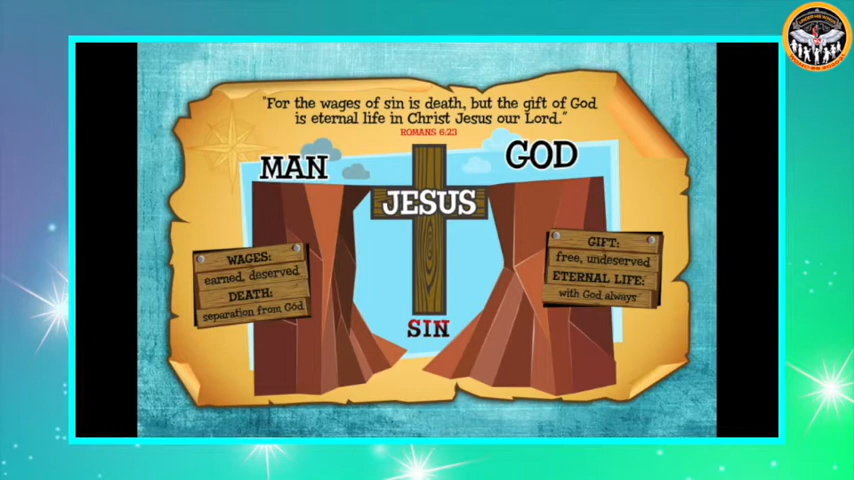 "For the wages of sin is death, but the gift of God
is eternal life in Christ Jesus our Lord."
ROMANS 6:23
MAN
GOD
JESUS
WAGES:
earned, deserved
DEATH:
separation from God
GIFT:
free, undeserved
ETERNAL LIFE:
with God always"
SIN